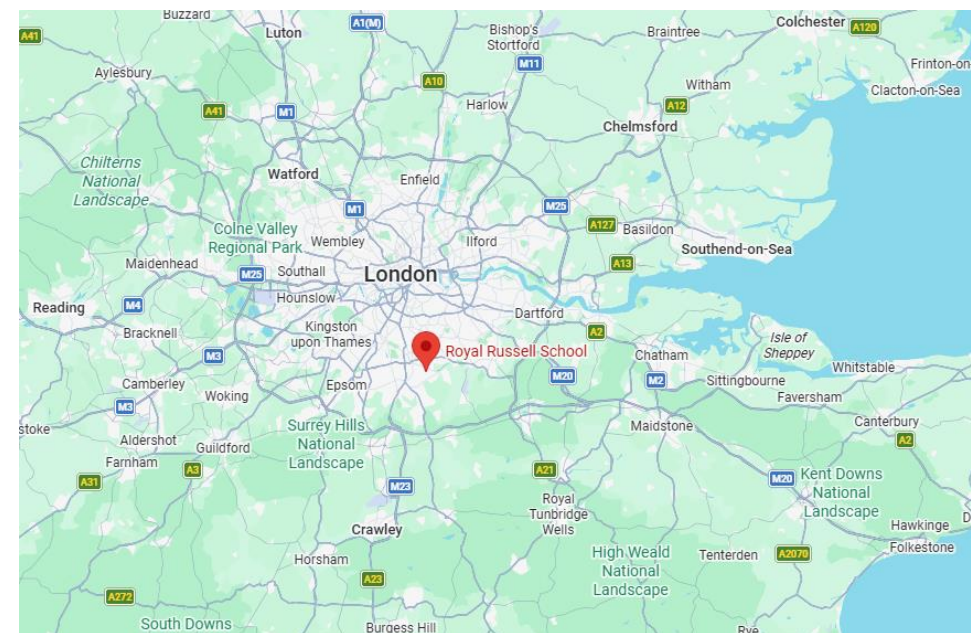 Buzzard
A41
Luton
A1(M)
Bishop's
Stortford
Braintree
Colchester
A120
Frinton-on-
Aylesbury
A10
M11
Witham
Clacton-on-Sea
A41
M1
Harlow
A12
Chelmsford
Chilterns
National
Landscape
Watford
Enfield
M1
M25
A127
Basildon
Colne Valley
Regional Park
Wembley
Ilford
Southend-on-Sea
Maidenhead
M25
Southall
London
A13
Reading
M4
Hounslow
Dartford
Bracknell
Kingston
upon Thames
A2
Isle of
Sheppey
M3
Royal Russell School
Chatham
Whitstable
Camberley
Woking
Epsom
M20
M2
Sittingbourne
Faversham
M3
stoke
Aldershot
Surrey Hills
National
Landscape
Maidstone
Canterbury
A2
Farnham
A3
Guildford
A31
M23
A21
M20
Kent Downs
National
Landscape
Royal
Tunbridge
Wells
Crawley
Hawkinge
D
Horsham
High Weald
National
Landscape
Tenterden
A2070
Folkestone
A23
A272
South Downs
Burgess Hill
Rye